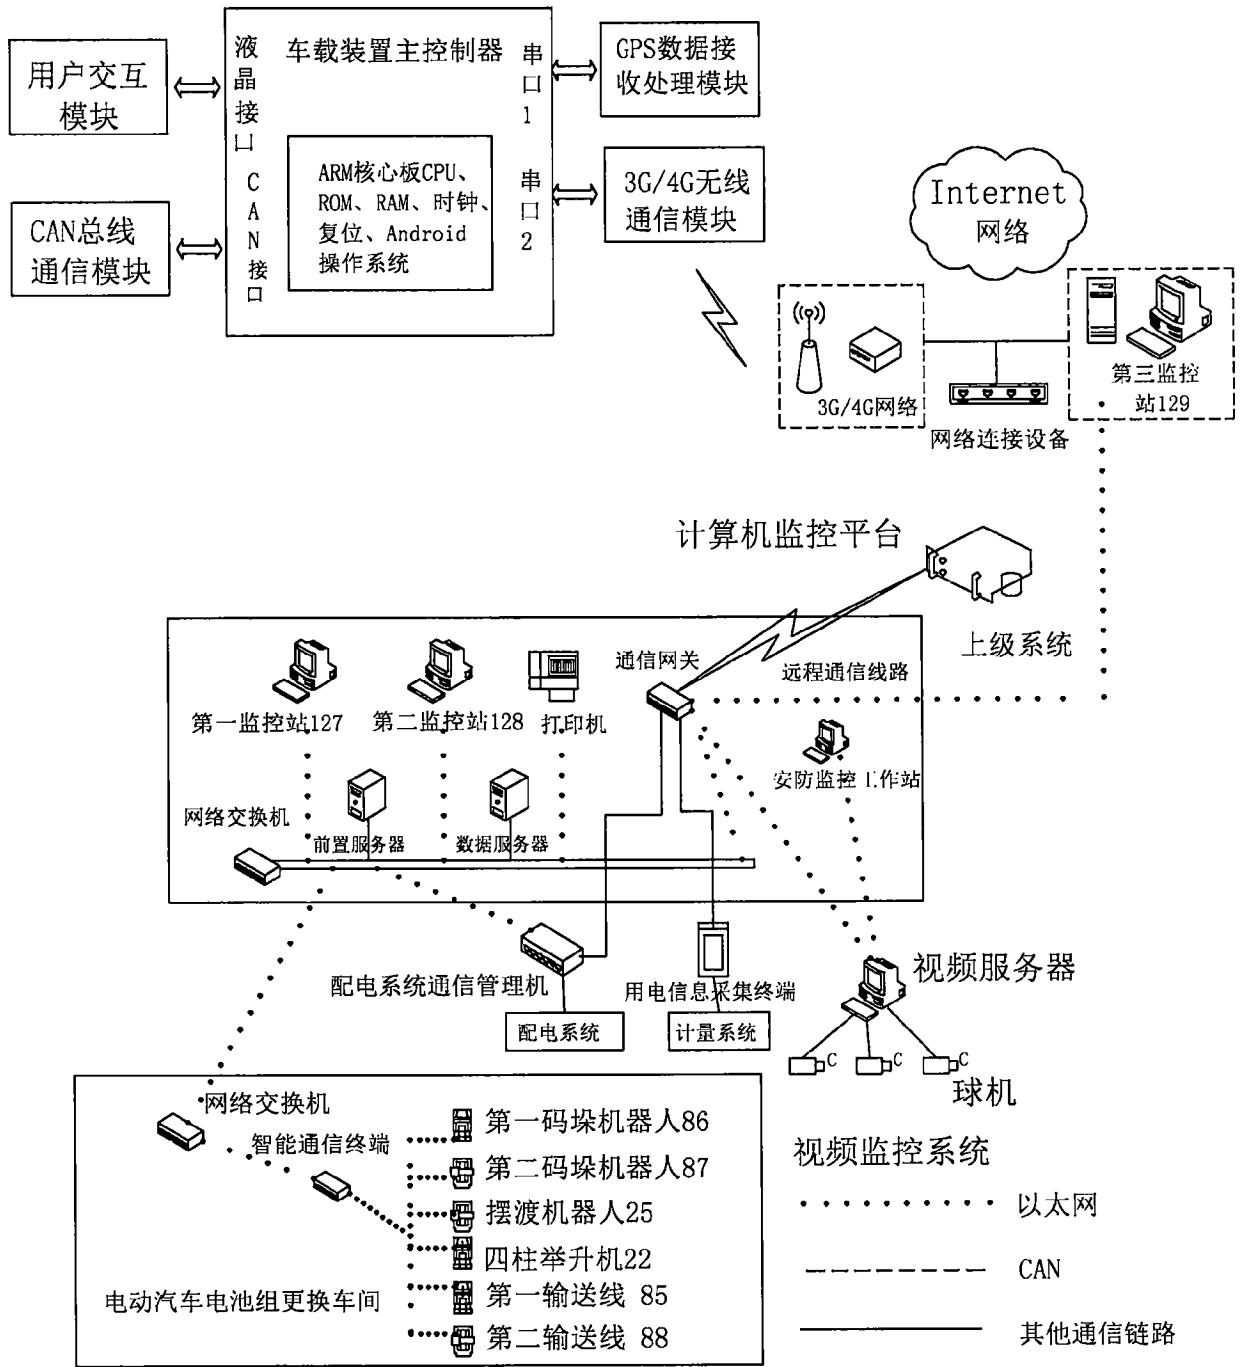 用户交互
模块
CAN总线
通信模块
液晶接口
CAN接口
车载装置主控制器
ARM核心板CPU、
ROM、RAM、时钟、
复位、Android
操作系统
串口1
串口2
GPS数据接
收处理模块
3G/4G无线
通信模块
Internet
网络
3G/4G网络
网络连接设备
第三监控
站129
计算机监控平台
上级系统
通信网关
远程通信线路
第一监控站127
第二监控站128
打印机
安防监控工作站
网络交换机
前置服务器
数据服务器
配电系统通信管理机
用电信息采集终端
视频服务器
配电系统
计量系统
C
C
C
球机
网络交换机
智能通信终端
第一码垛机器人86
第二码垛机器人87
摆渡机器人25
四柱举升机22
第一输送线 85
第二输送线 88
电动汽车电池组更换车间
视频监控系统
以太网
CAN
其他通信链路